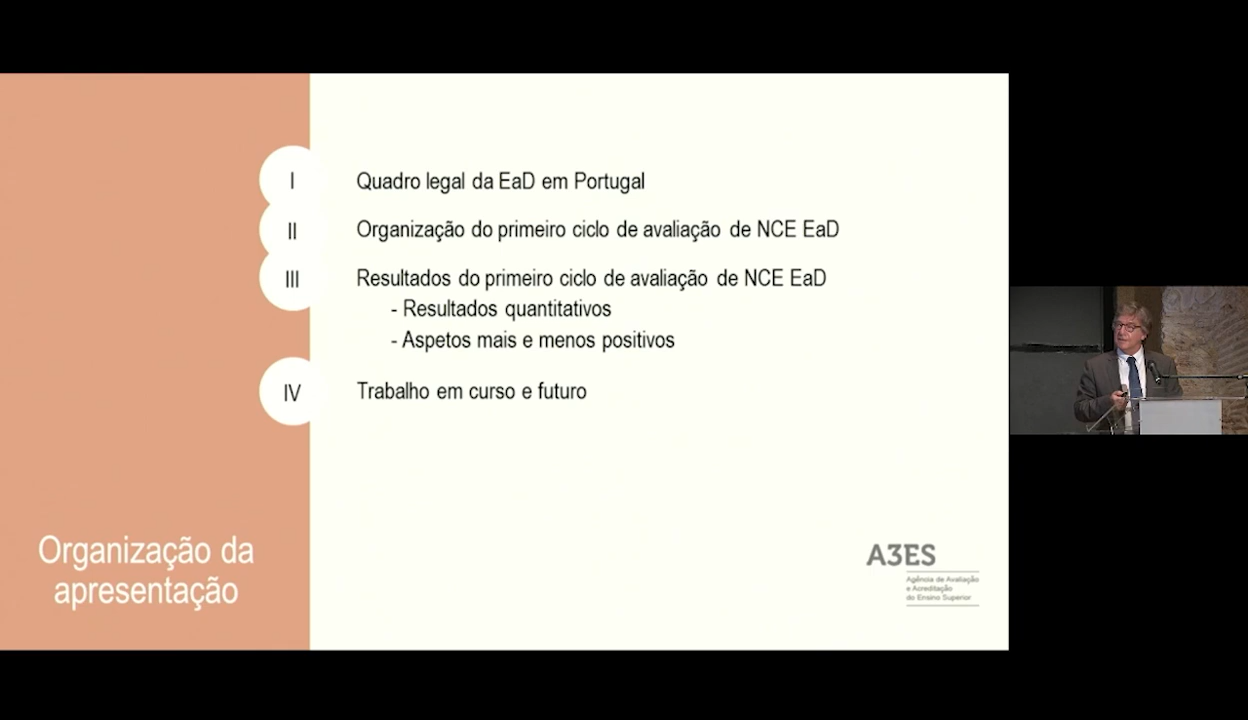 I
Quadro legal da EaD em Portugal
II
Organização do primeiro ciclo de avaliação de NCE EaD
III
Resultados do primeiro ciclo de avaliação de NCE EaD
- Resultados quantitativos
- Aspetos mais e menos positivos
IV
Trabalho em curso e futuro
Organização da
apresentação
A3ES
Agência de Avaliação
e Acreditação
do Ensino Superior